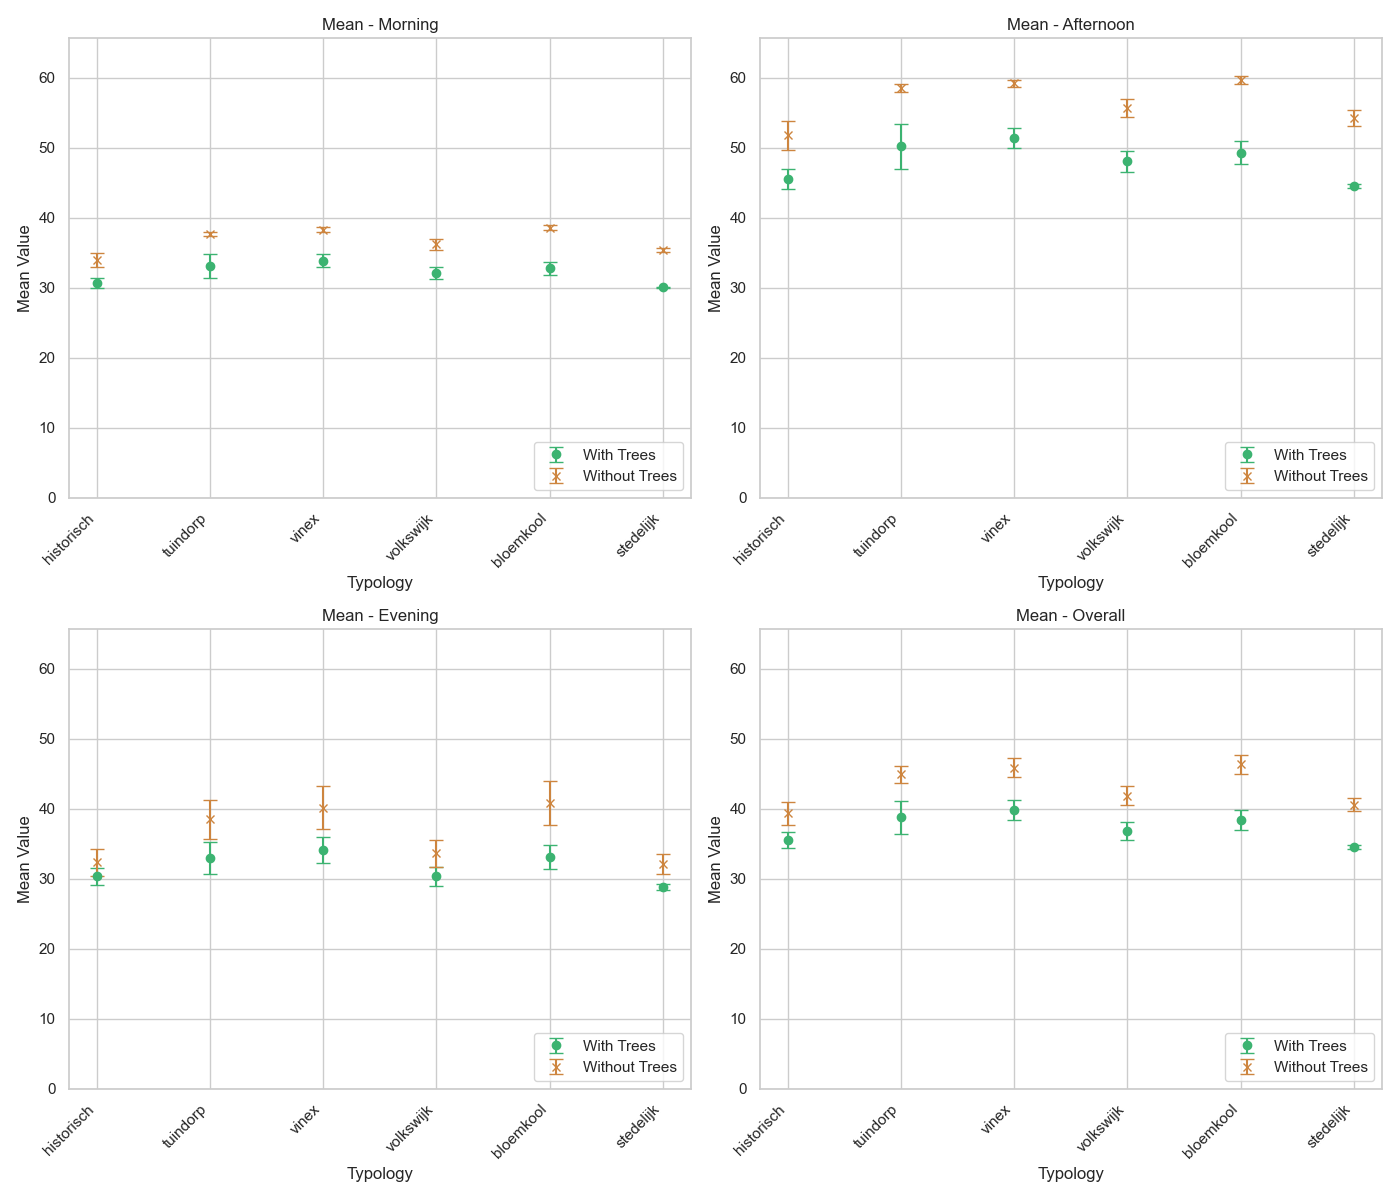 Mean - Morning
Mean Value
60
50
40
30
20
10
0
With Trees
Without Trees
historisch
tuindorp
vinex
volkswijk
bloemkool
stedelijk
Typology
Mean - Afternoon
Mean Value
60
50
40
30
20
10
0
With Trees
Without Trees
historisch
tuindorp
vinex
volkswijk
bloemkool
stedelijk
Typology
Mean - Evening
Mean Value
60
50
40
30
20
10
0
With Trees
Without Trees
historisch
tuindorp
vinex
volkswijk
bloemkool
stedelijk
Typology
Mean - Overall
Mean Value
60
50
40
30
20
10
0
With Trees
Without Trees
historisch
tuindorp
vinex
volkswijk
bloemkool
stedelijk
Typology